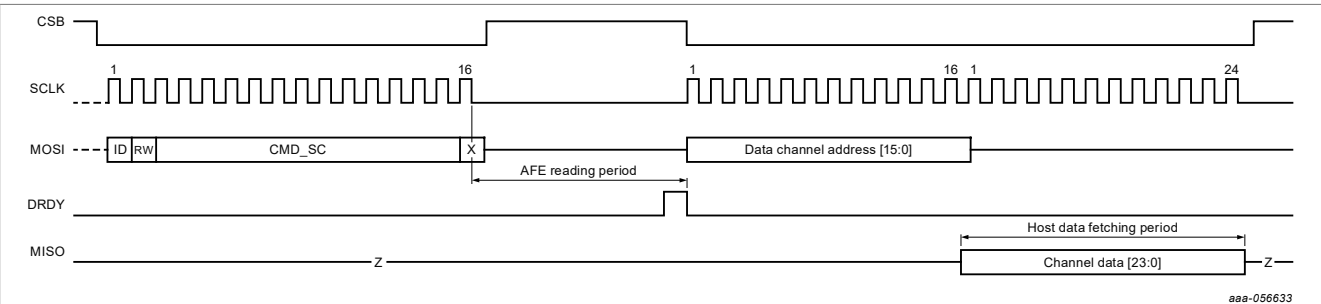 CSB
1 16 1 16 1 24
SCLK
MOSI ID RW CMD_SC X Data channel address [15:0]
AFE reading period
DRDY
Host data fetching period
MISO Z Channel data [23:0] Z
aaa-056633